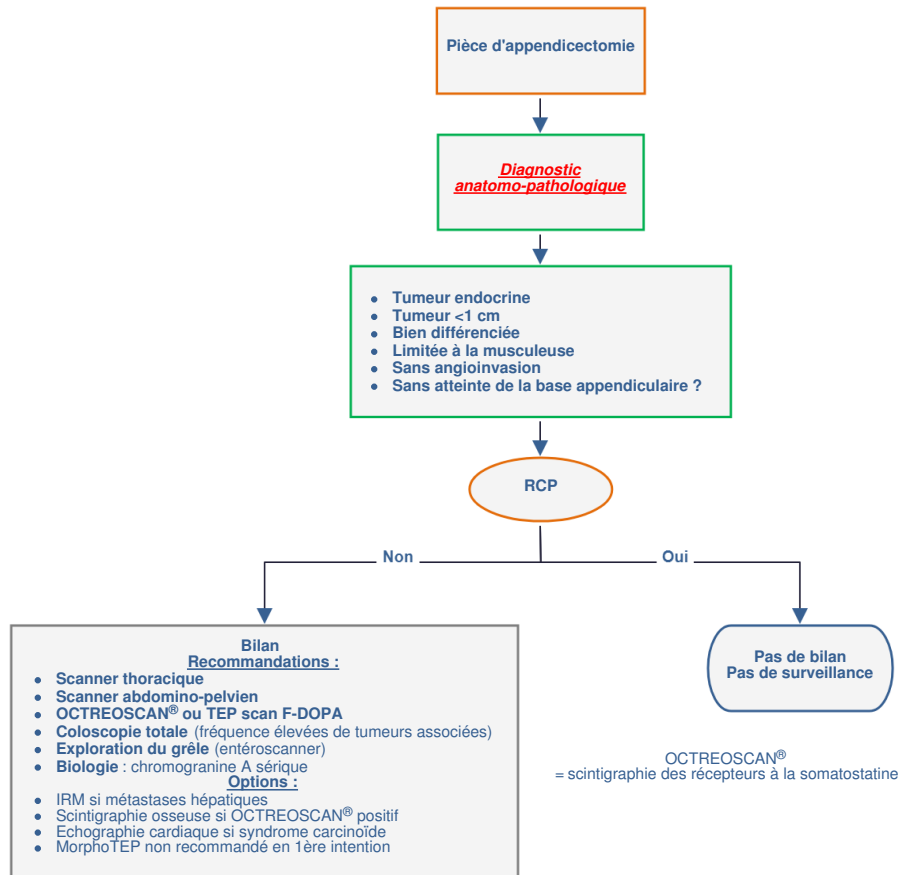 Pièce d'appendicectomie
Diagnostic
anatomo-pathologique
• Tumeur endocrine
• Tumeur <1 cm
• Bien différenciée
• Limitée à la musculeuse
• Sans angioinvasion
• Sans atteinte de la base appendiculaire ?
RCP
Non
Oui
Bilan
Recommandations :
• Scanner thoracique
• Scanner abdomino-pelvien
• OCTREOSCAN® ou TEP scan F-DOPA
• Coloscopie totale (fréquence élevées de tumeurs associées)
• Exploration du grêle (entéroscanner)
• Biologie : chromogranine A sérique
Options :
• IRM si métastases hépatiques
• Scintigraphie osseuse si OCTREOSCAN® positif
• Echographie cardiaque si syndrome carcinoïde
• MorphoTEP non recommandé en 1ère intention
Pas de bilan
Pas de surveillance
OCTREOSCAN®
= scintigraphie des récepteurs à la somatostatine